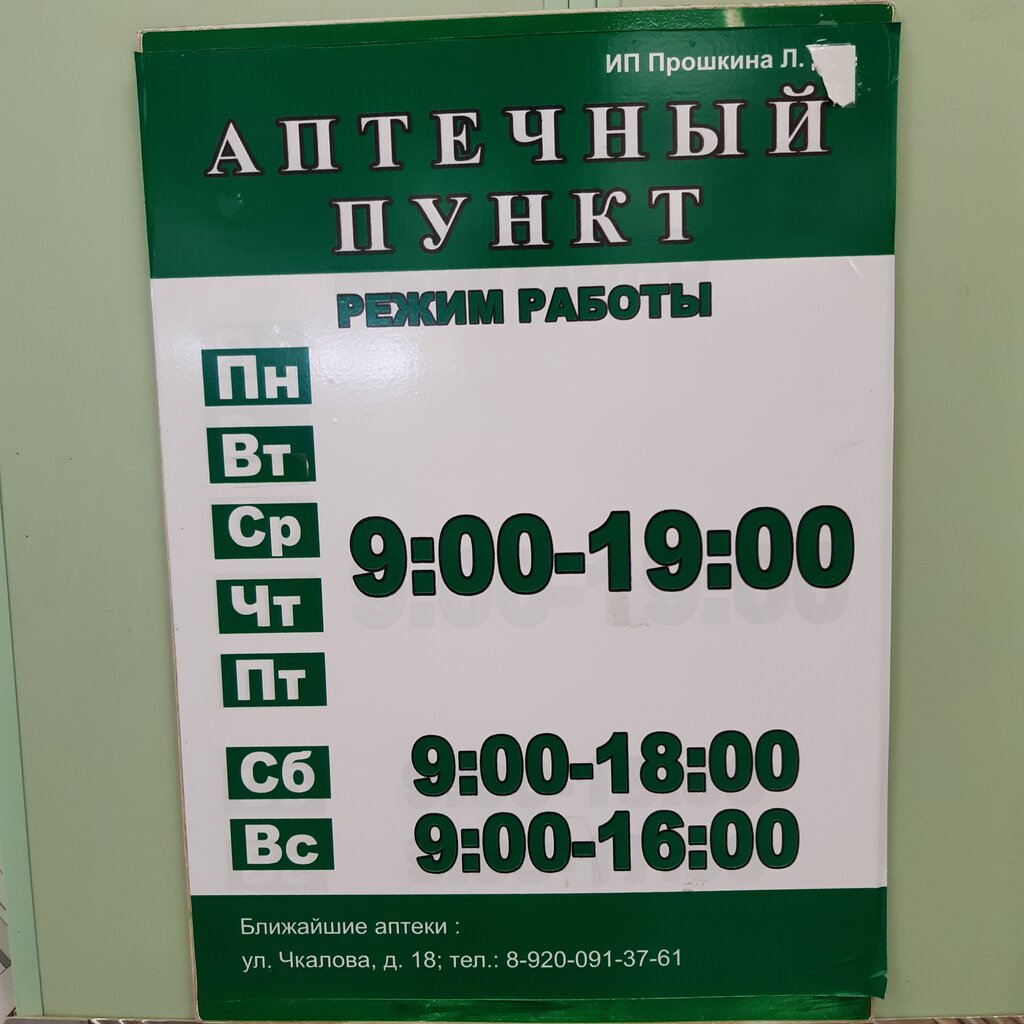 ИП Прошкина Л.
АПТЕЧНЫЙ
ПУНКТ
РЕЖИМ РАБОТЫ
Пн
Вт
Ср
9:00-19:00
Чт
Пт
Сб 9:00-18:00
Вс 9:00-16:00
Ближайшие аптеки :
ул. Чкалова, д. 18; тел.: 8-920-091-37-61